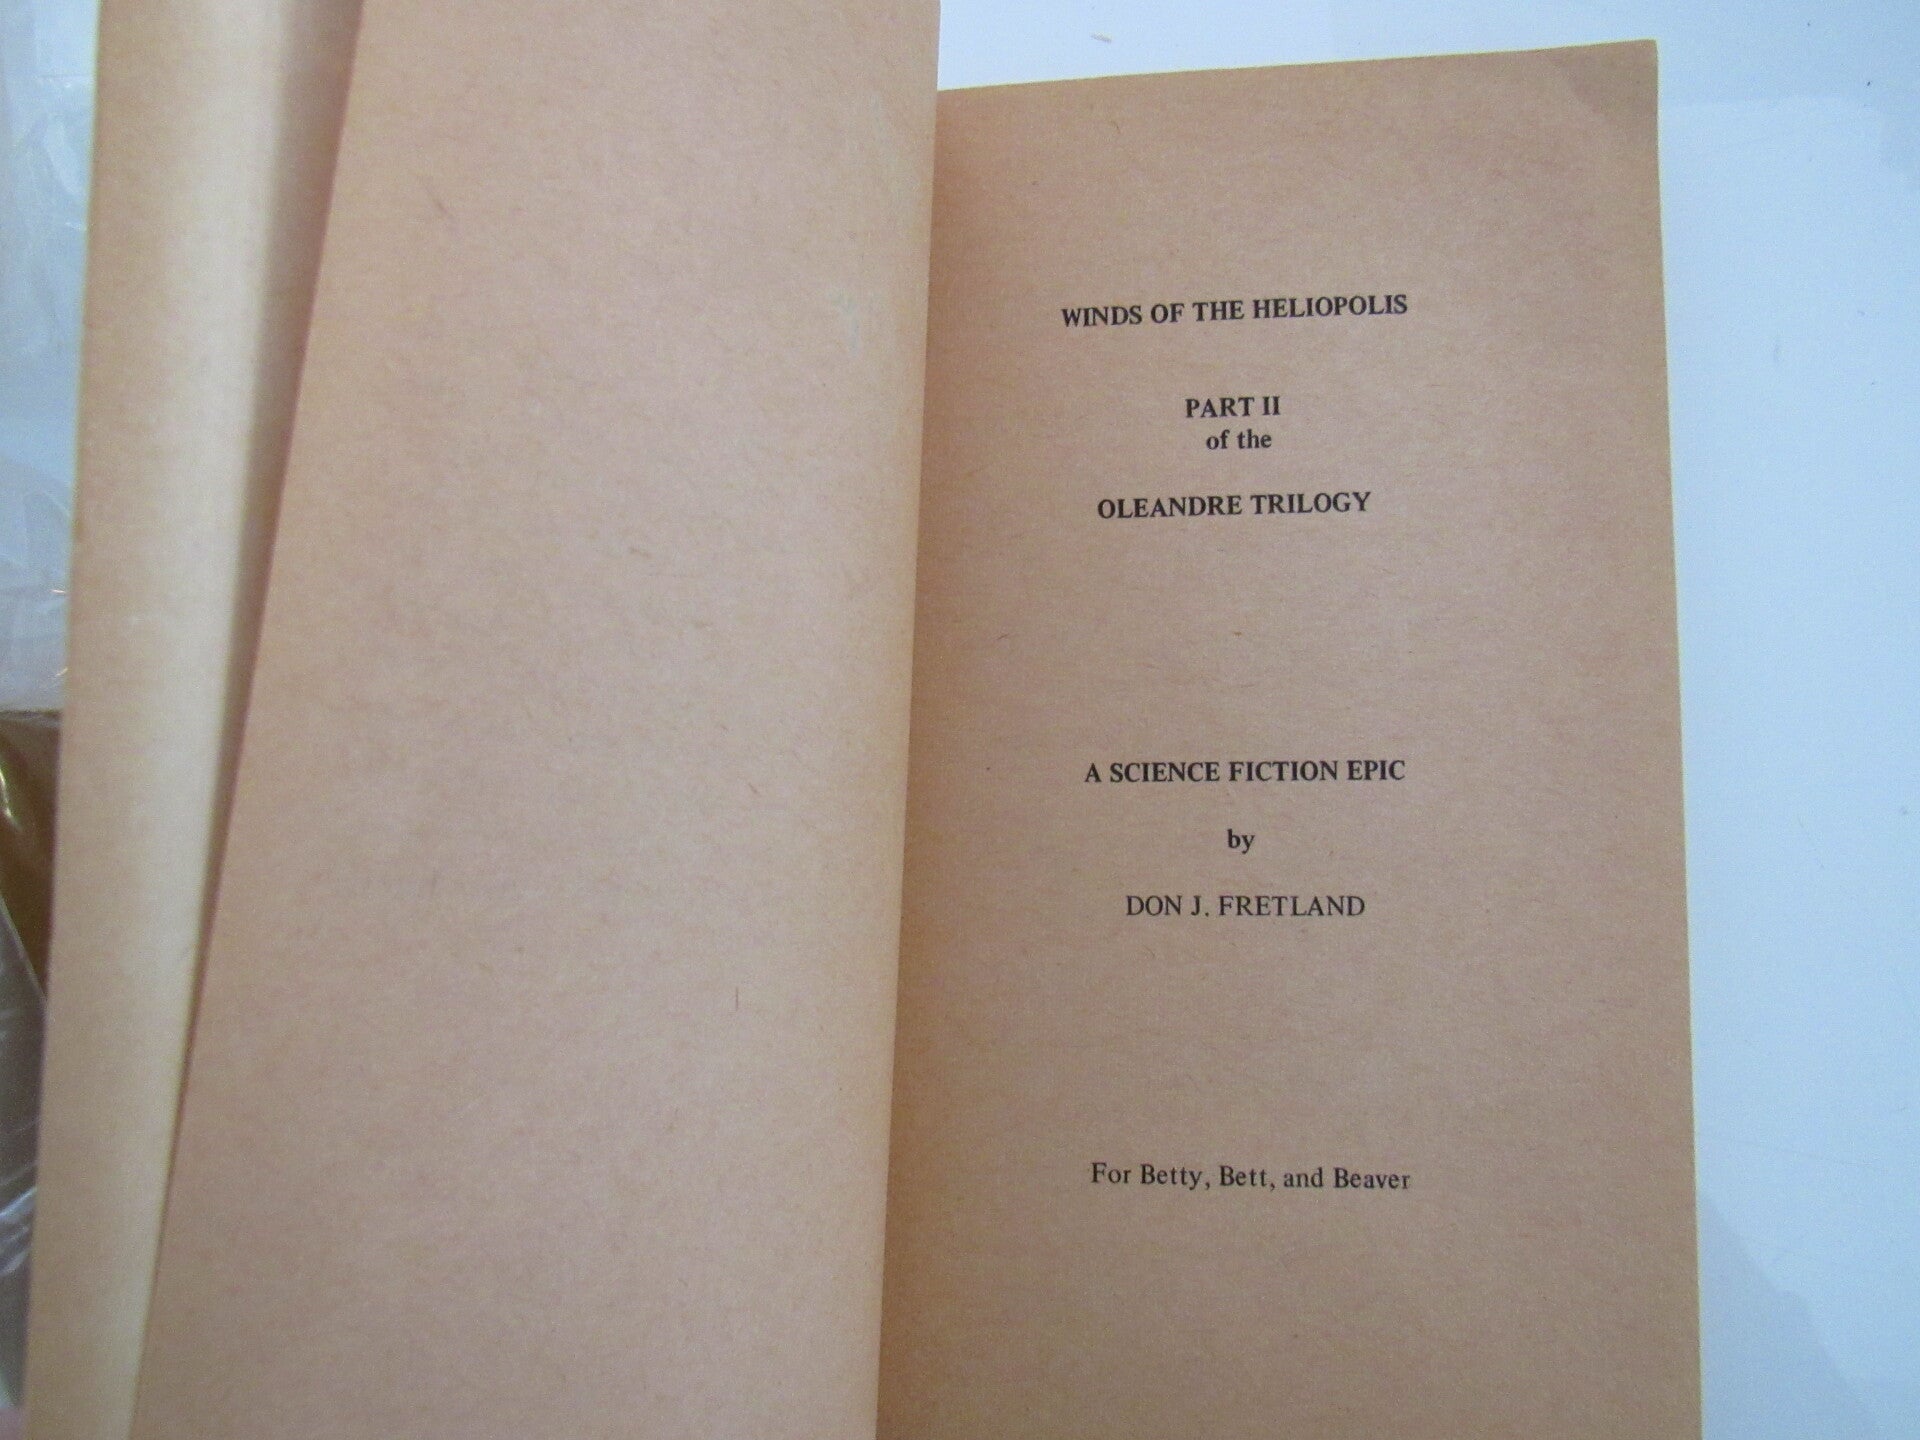 WINDS OF THE HELIOPOLIS
PART II
of the
OLEANDRE TRILOGY
A SCIENCE FICTION EPIC
by
DON J. FRETLAND
For Betty, Bett, and Beaver